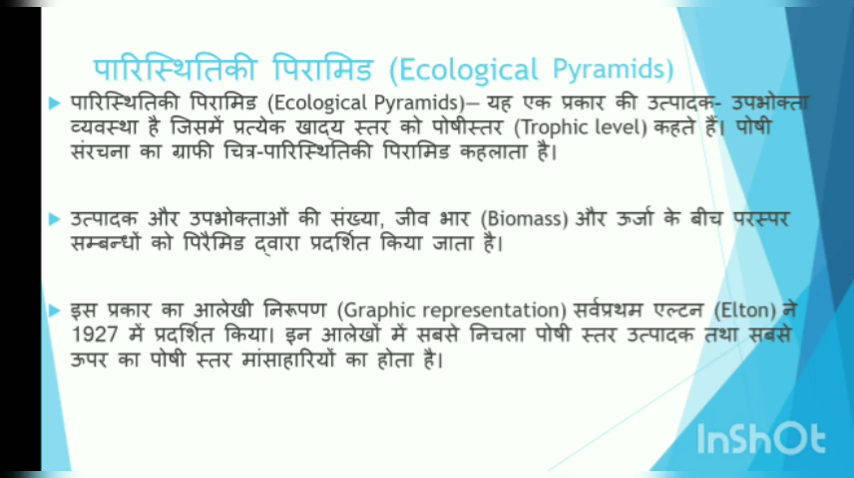 पारिस्थितिकी पिरामिड (Ecological Pyramids)
पारिस्थितिकी पिरामिड (Ecological Pyramids)– यह एक प्रकार की उत्पादक- उपभोक्ता
व्यवस्था है जिसमें प्रत्येक खाद्य स्तर को पोषीस्तर (Trophic level) कहते हैं। पोषी
संरचना का ग्राफी चित्र-पारिस्थितिकी पिरामिड कहलाता है।
उत्पादक और उपभोक्ताओं की संख्या, जीव भार (Biomass) और ऊर्जा के बीच परस्पर
सम्बन्धों को पिरैमिड द्वारा प्रदर्शित किया जाता है।
इस प्रकार का आलेखी निरूपण (Graphic representation) सर्वप्रथम एल्टन (Elton) ने
1927 में प्रदर्शित किया। इन आलेखों में सबसे निचला पोषी स्तर उत्पादक तथा सबसे
ऊपर का पोषी स्तर मांसाहारियों का होता है।
InShOt